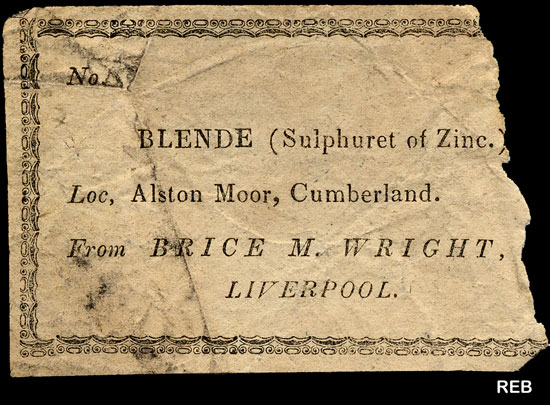 No.
BLENDE (Sulphuret of Zinc.)
Loc, Alston Moor, Cumberland.
From BRICE M. WRIGHT,
LIVERPOOL.
REB